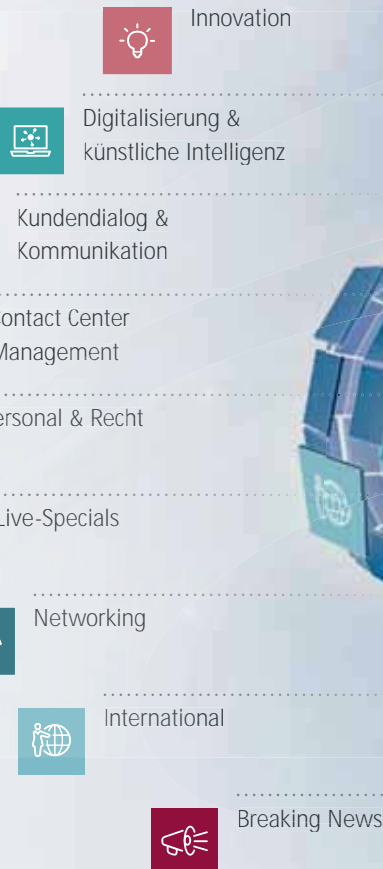 Innovation
Digitalisierung &
künstliche Intelligenz
Kundendialog &
Kommunikation
ontact Center
Management
ersonal & Recht
Live-Specials
Networking
International
Breaking News